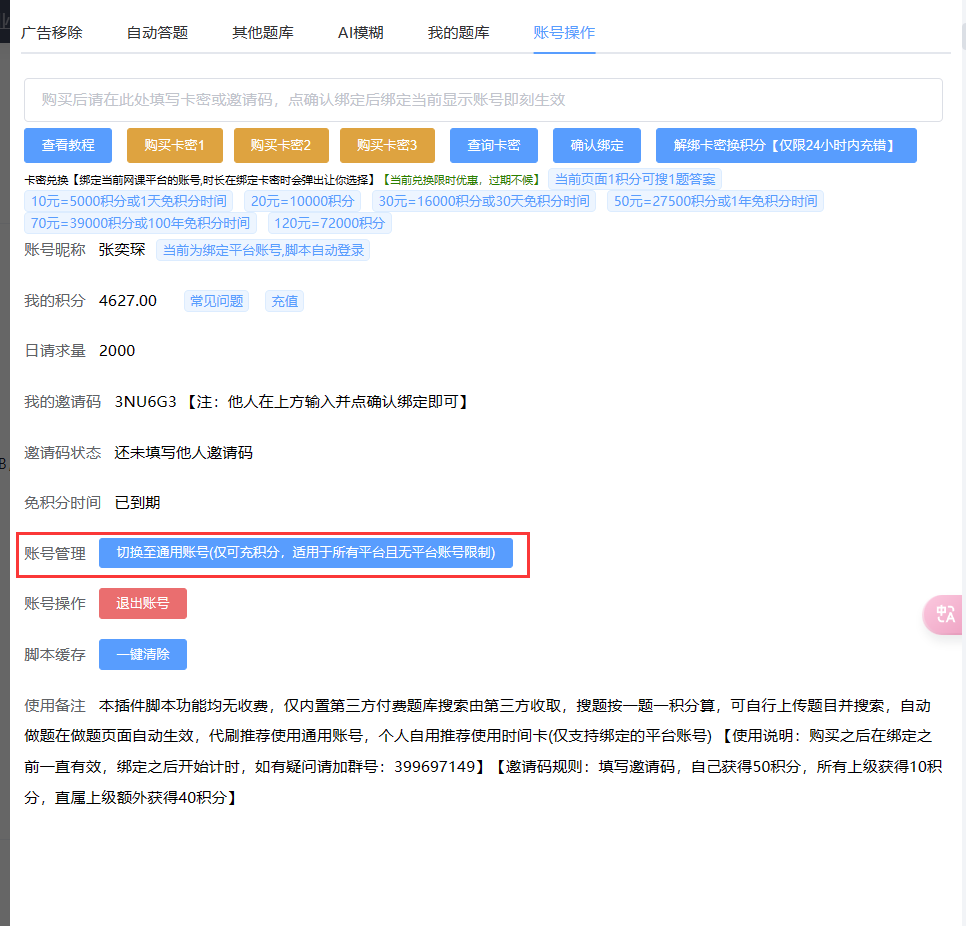 广告移除 自动答题 其他题库 AI模糊 我的题库 账号操作
购买后请在此处填写卡密或邀请码，点确认绑定后绑定当前显示账号即刻生效
查看教程 购买卡密1 购买卡密2 购买卡密3 查询卡密 确认绑定 解绑卡密换积分【仅限24小时内充错】
卡密兑换【绑定当前网课平台的账号,时长在绑定卡密时会弹出让你选择】【当前兑换限时优惠，过期不候】 当前页面1积分可搜1题答案
10元=5000积分或1天免积分时间 20元=10000积分 30元=16000积分或30天免积分时间 50元=27500积分或1年免积分时间
70元=39000积分或100年免积分时间 120元=72000积分
账号昵称 张奕琛 当前为绑定平台账号,脚本自动登录
我的积分 4627.00 常见问题 充值
日请求量 2000
我的邀请码 3NU6G3 【注：他人在上方输入并点确认绑定即可】
邀请码状态 还未填写他人邀请码
B
免积分时间 已到期
账号管理 切换至通用账号(仅可充积分，适用于所有平台且无平台账号限制)
账号操作 退出账号
中A
脚本缓存 一键清除
使用备注 本插件脚本功能均无收费，仅内置第三方付费题库搜索由第三方收取，搜题按一题一积分算，可自行上传题目并搜索，自动
做题在做题页面自动生效，代刷推荐使用通用账号，个人自用推荐使用时间卡(仅支持绑定的平台账号) 【使用说明：购买之后在绑定之
前一直有效，绑定之后开始计时，如有疑问请加群号：399697149】【邀请码规则：填写邀请码，自己获得50积分，所有上级获得10积
分，直属上级额外获得40积分】